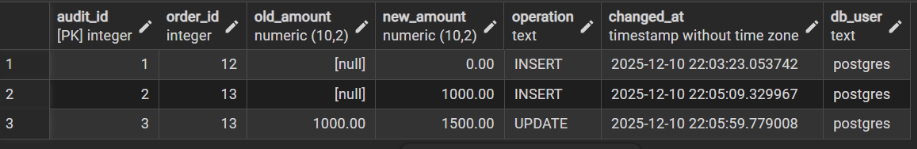 audit_id order_id old_amount new_amount operation changed_at db_user
[PK] integer integer numeric (10,2) numeric (10,2) text timestamp without time zone text
1 1 12 [null] 0.00 INSERT 2025-12-10 22:03:23.053742 postgres
2 2 13 [null] 1000.00 INSERT 2025-12-10 22:05:09.329967 postgres
3 3 13 1000.00 1500.00 UPDATE 2025-12-10 22:05:59.779008 postgres